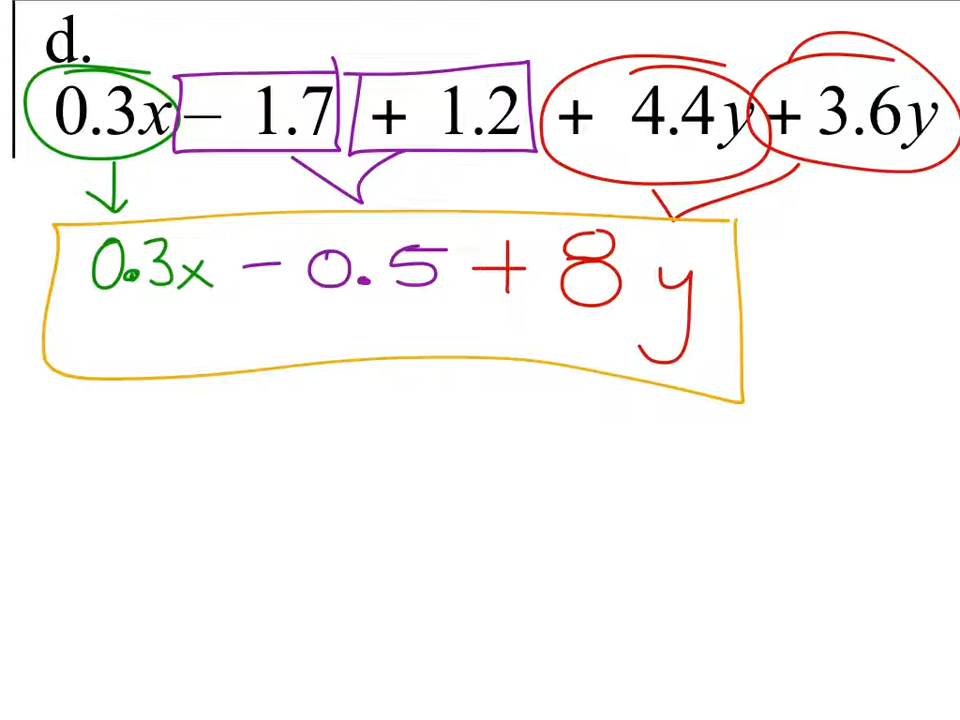 d.
0.3x − 1.7 + 1.2 + 4.4y + 3.6y
0.3x − 0.5 + 8y